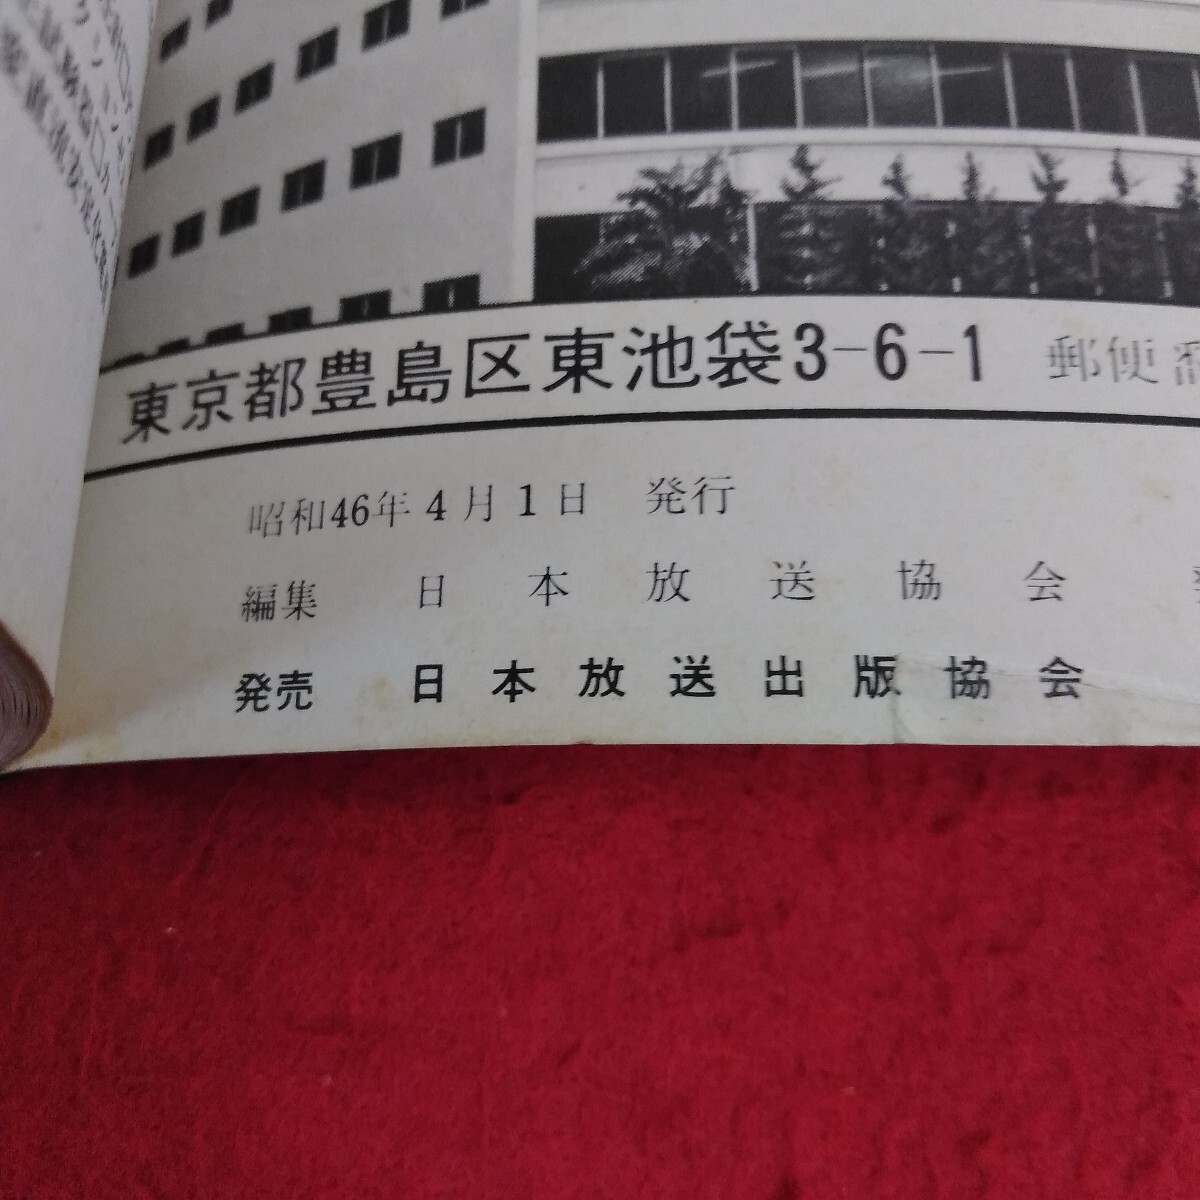 東京都豊島区東池袋3-6-1 郵便
昭和46年4月1日 発行
編集 日本放送協会
発売 日本放送出版協会